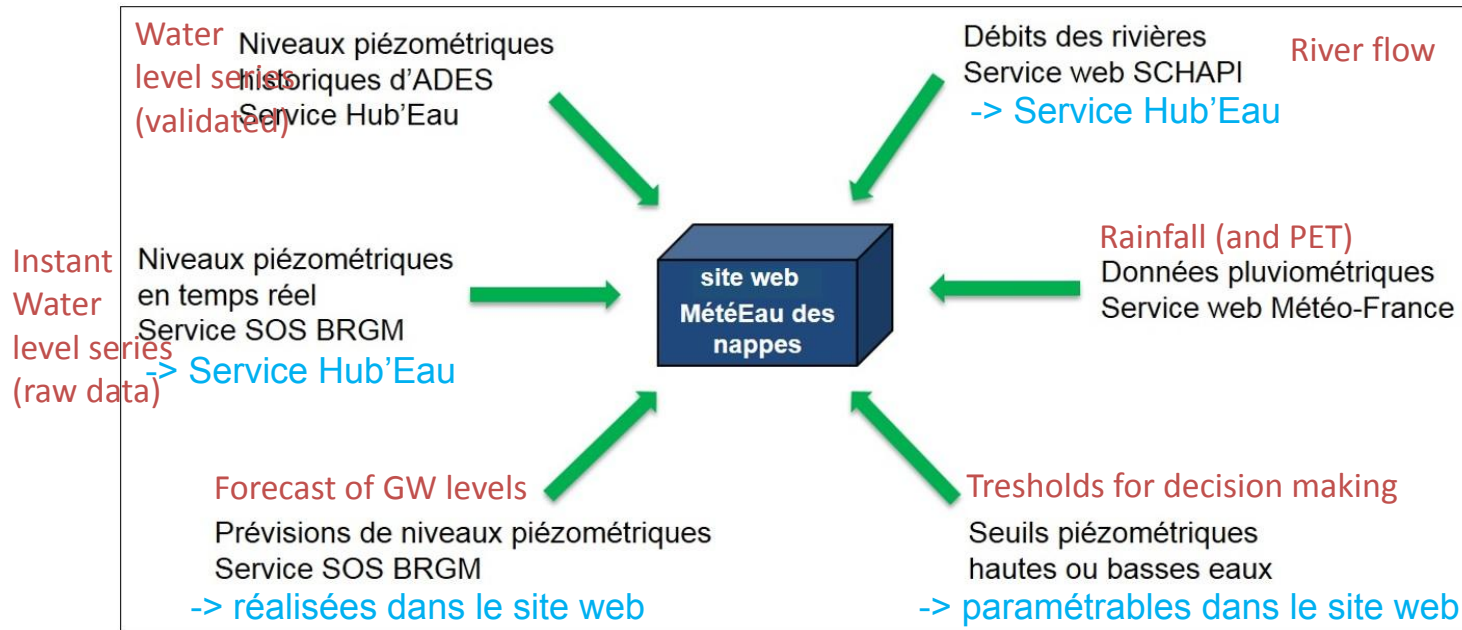 Water
level series
(validated)
Niveaux piézométriques
historiques d'ADES
Service Hub'Eau
Débits des rivières
Service web SCHAPI
-> Service Hub'Eau
River flow
Instant
Water
level series
(raw data)
Niveaux piézométriques
en temps réel
Service SOS BRGM
-> Service Hub'Eau
site web
MétéEau des
nappes
Rainfall (and PET)
Données pluviométriques
Service web Météo-France
Forecast of GW levels
Prévisions de niveaux piézométriques
Service SOS BRGM
-> réalisées dans le site web
Tresholds for decision making
Seuils piézométriques
hautes ou basses eaux
-> paramétrables dans le site web